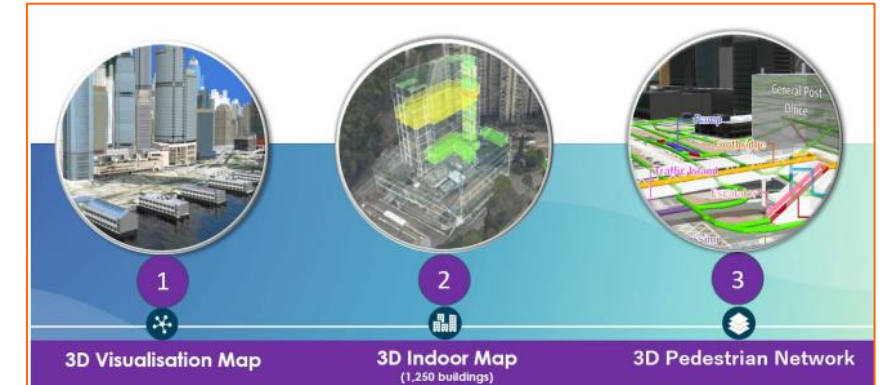 General Post
Office
Ramp
Footbridge
Traffic Island
Escalator
1
2
3
3D Visualisation Map
3D Indoor Map
(1,250 buildings)
3D Pedestrian Network